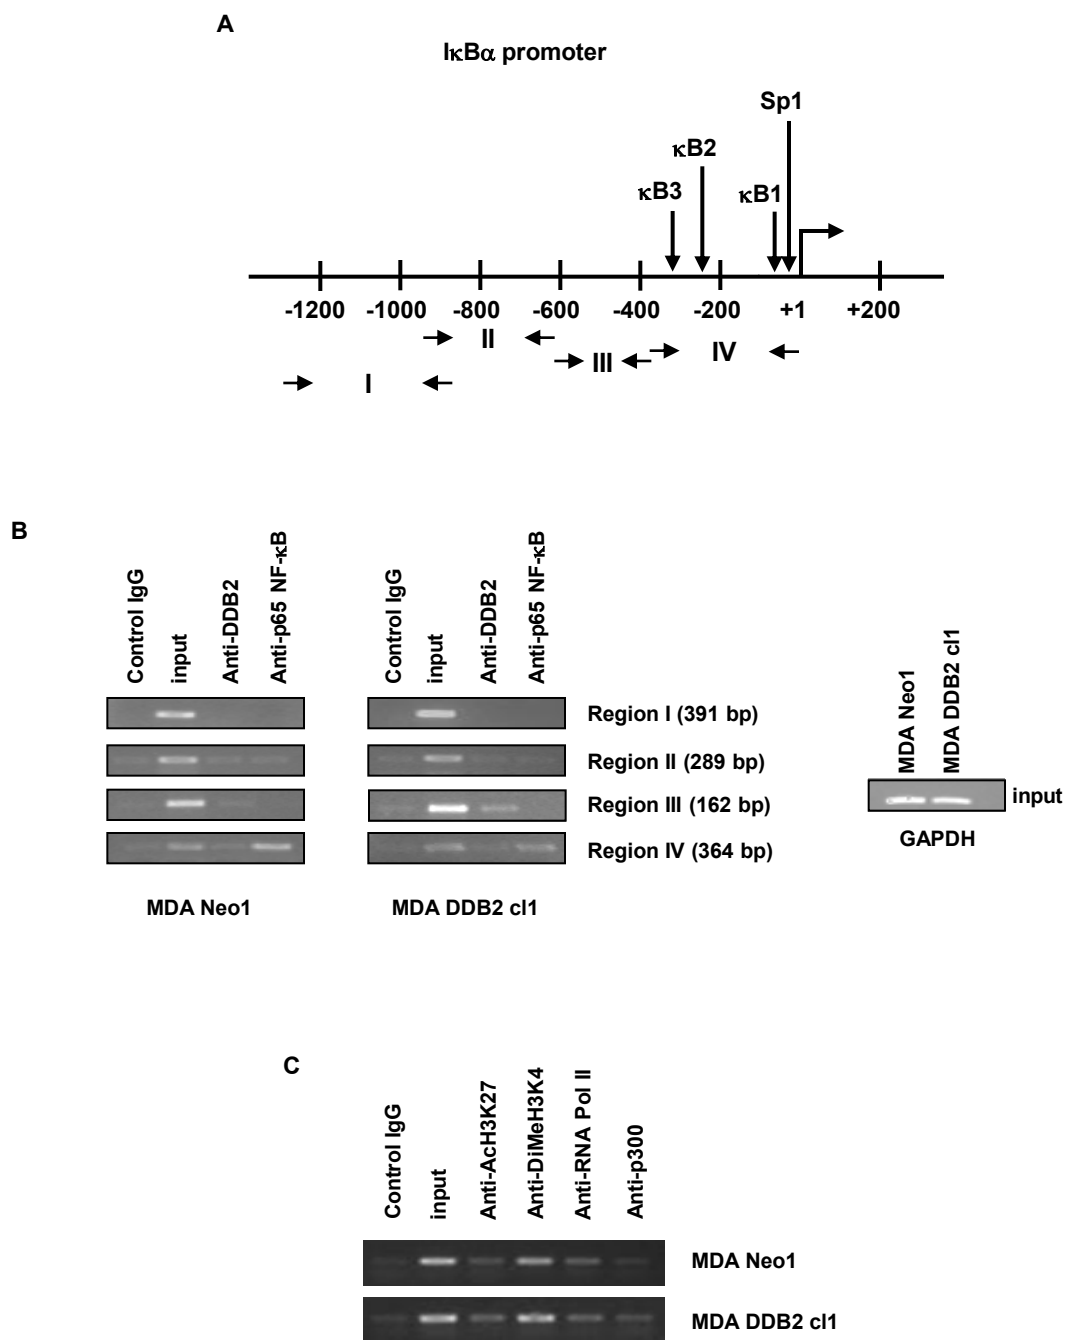 A
IκBα promoter
Sp1
κB2
κB3
κB1
-1200 -1000 -800 -600 -400 -200 +1 +200
II
III
IV
I
B
Control IgG
input
Anti-DDB2
Anti-p65 NF-κB
Control IgG
input
Anti-DDB2
Anti-p65 NF-κB
Region I (391 bp)
Region II (289 bp)
Region III (162 bp)
Region IV (364 bp)
MDA Neo1
MDA DDB2 cl1
MDA Neo1
MDA DDB2 cl1
input
GAPDH
C
Control IgG
input
Anti-AcH3K27
Anti-DiMeH3K4
Anti-RNA Pol II
Anti-p300
MDA Neo1
MDA DDB2 cl1